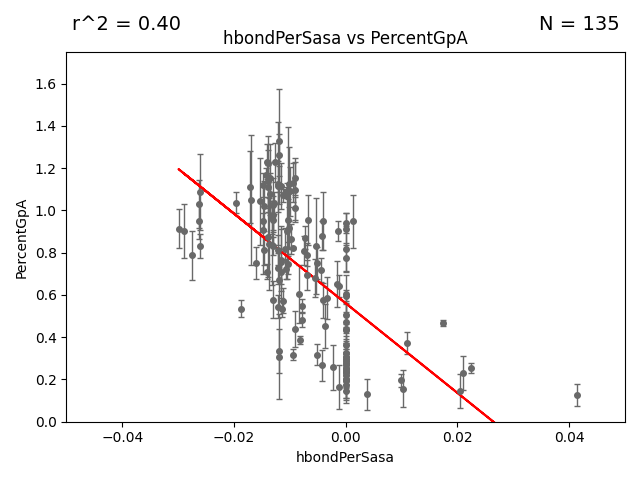 r^2 = 0.40
N = 135
hbondPerSasa vs PercentGpA
1.6
1.4
1.2
1.0
0.8
0.6
0.4
0.2
0.0
PercentGpA
−0.04 −0.02 0.00 0.02 0.04
hbondPerSasa